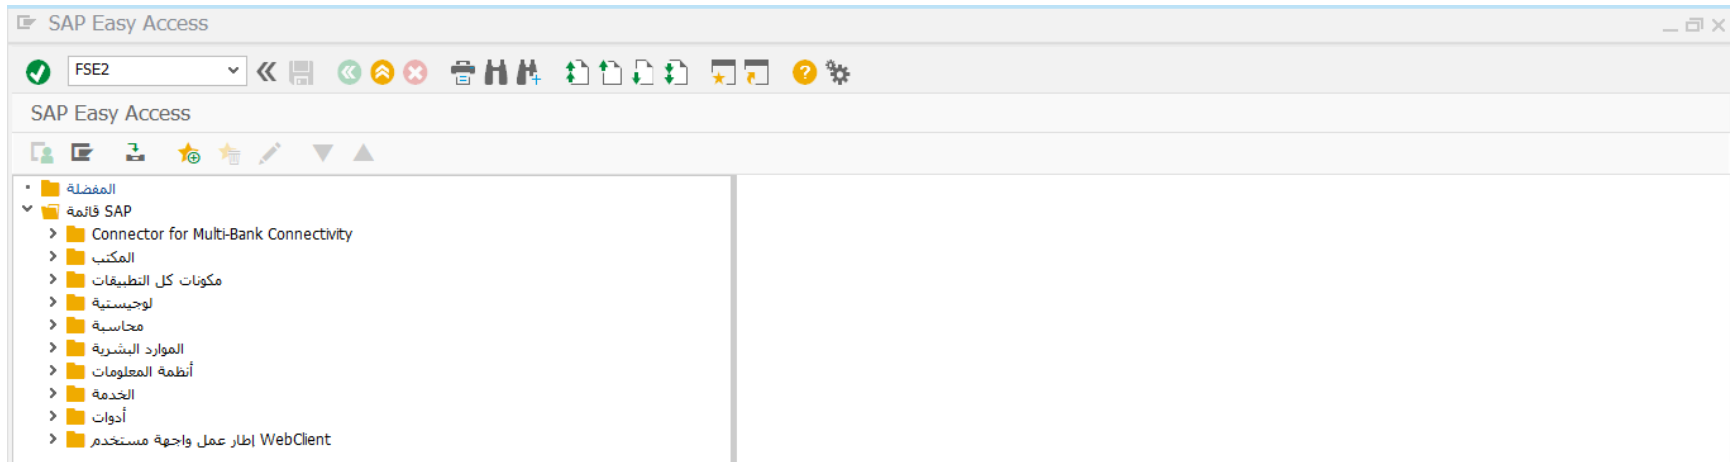 SAP Easy Access
FSE2
SAP Easy Access
المفضلة
قائمة SAP
Connector for Multi-Bank Connectivity
المكتب
مكونات كل التطبيقات
لوجيستية
محاسبة
الموارد البشرية
أنظمة المعلومات
الخدمة
أدوات
إطار عمل واجهة مستخدم WebClient